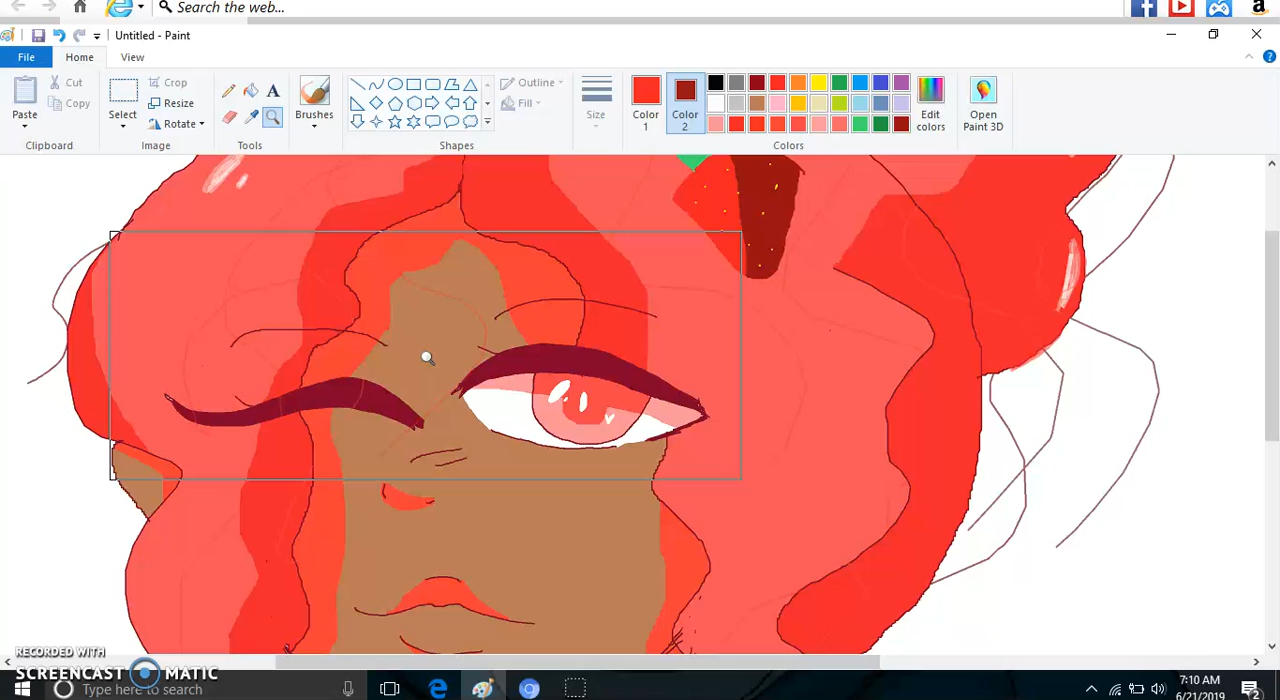 Search the web...
Untitled - Paint
File Home View
Paste
Cut
Copy
Select
Crop
Resize
Rotate
A
Brushes
Outline
Fill
Size
Color 1
Color 2
Edit colors
Open Paint 3D
Clipboard Image Tools Shapes Colors
RECORDED WITH
SCREENCAST MATIC
Type here to search
7:10 AM
6/21/2019
2